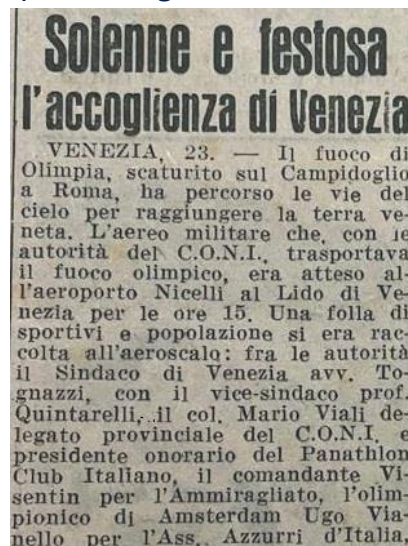 Solenne e festosa
l'accoglienza di Venezia
VENEZIA, 23. — Il fuoco di
Olimpia, scaturito sul Campidoglio
a Roma, ha percorso le vie del
cielo per raggiungere la terra ve-
neta. L'aereo militare che, con le
autorità del C.O.N.I., trasportava
il fuoco olimpico, era atteso al-
l'aeroporto Nicelli al Lido di Ve-
nezia per le ore 15. Una folla di
sportivi e popolazione si era rac-
colta all'aeroscalo: fra le autorità
il Sindaco di Venezia avv. To-
gnazzi, con il vice-sindaco prof.
Quintarelli, il col. Mario Viali de-
legato provinciale del C.O.N.I. e
presidente onorario del Panathlon
Club Italiano, il comandante Vi-
sentin per l'Ammiragliato, l'olim-
pionico di Amsterdam Ugo Via-
nello per l'Ass. Azzurri d'Italia,